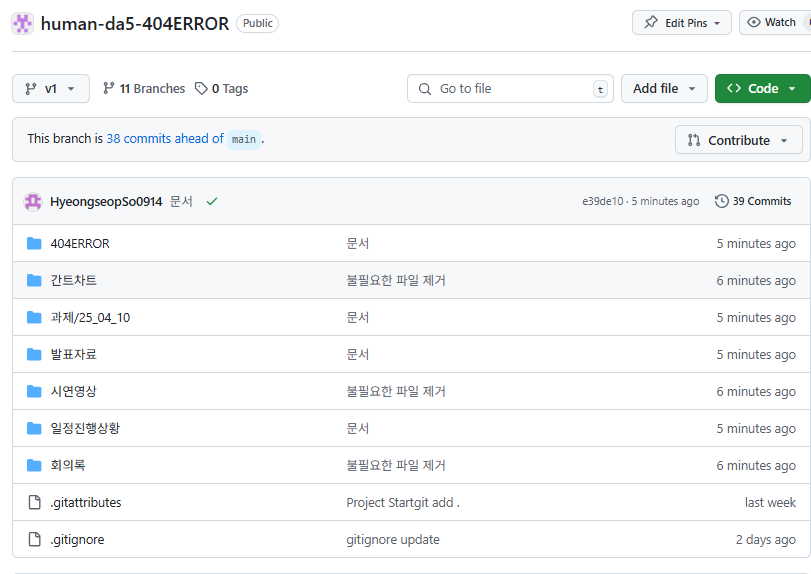 human-da5-404ERROR Public Edit Pins Watch
v1 11 Branches 0 Tags Go to file t Add file Code
This branch is 38 commits ahead of main . Contribute
HyeongseopSo0914 문서 e39de10 · 5 minutes ago 39 Commits
404ERROR 문서 5 minutes ago
간트차트 불필요한 파일 제거 6 minutes ago
과제/25_04_10 문서 5 minutes ago
발표자료 문서 5 minutes ago
시연영상 불필요한 파일 제거 6 minutes ago
일정진행상황 문서 5 minutes ago
회의록 불필요한 파일 제거 6 minutes ago
.gitattributes Project Startgit add . last week
.gitignore gitignore update 2 days ago